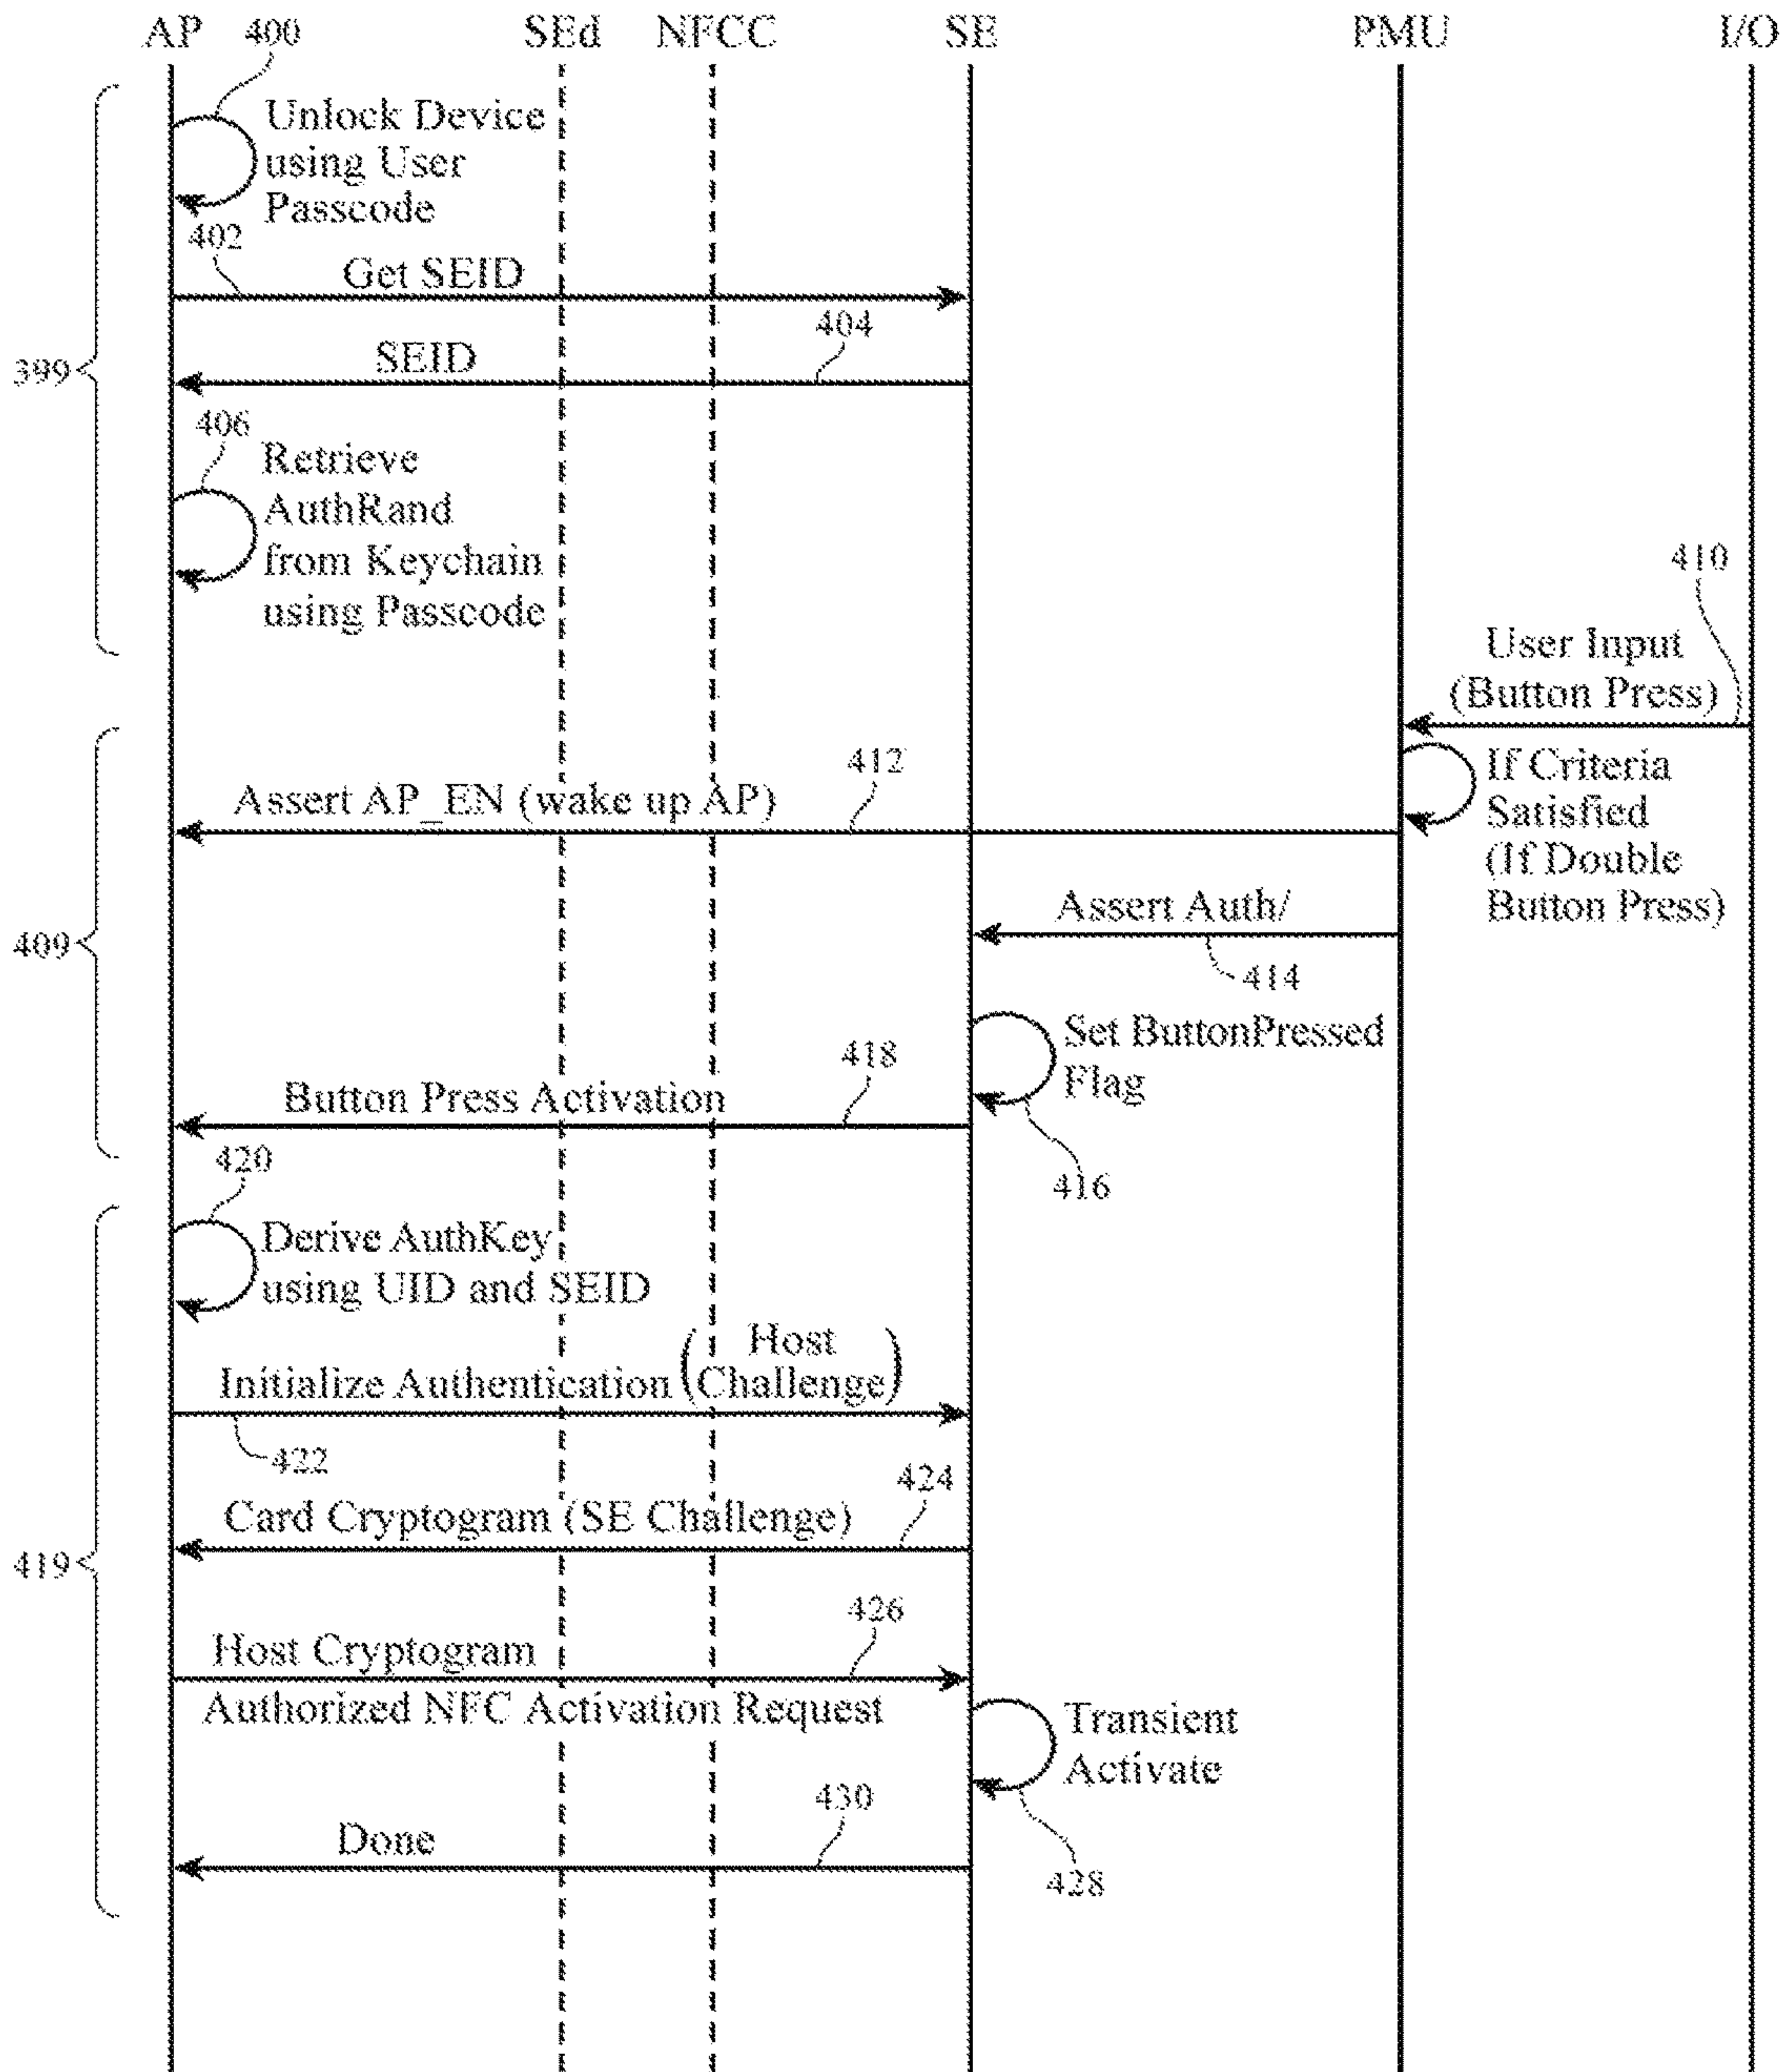 AP 400 SEd NFCC SE PMU I/O
Unlock Device
using User
Passcode
402
Get SEID
404
SEID
399
406
Retrieve
AuthRand
from Keychain
using Passcode
410
User Input
(Button Press)
412
Assert AP_EN (wake up AP)
If Criteria
Satisfied
(If Double
Button Press)
Assert Auth/
414
409
Set ButtonPressed
Flag
416
418
Button Press Activation
420
Derive AuthKey
using UID and SEID
Host
Initialize Authentication (Challenge)
422
424
Card Cryptogram (SE Challenge)
419
426
Host Cryptogram
Authorized NFC Activation Request
Transient
Activate
428
430
Done